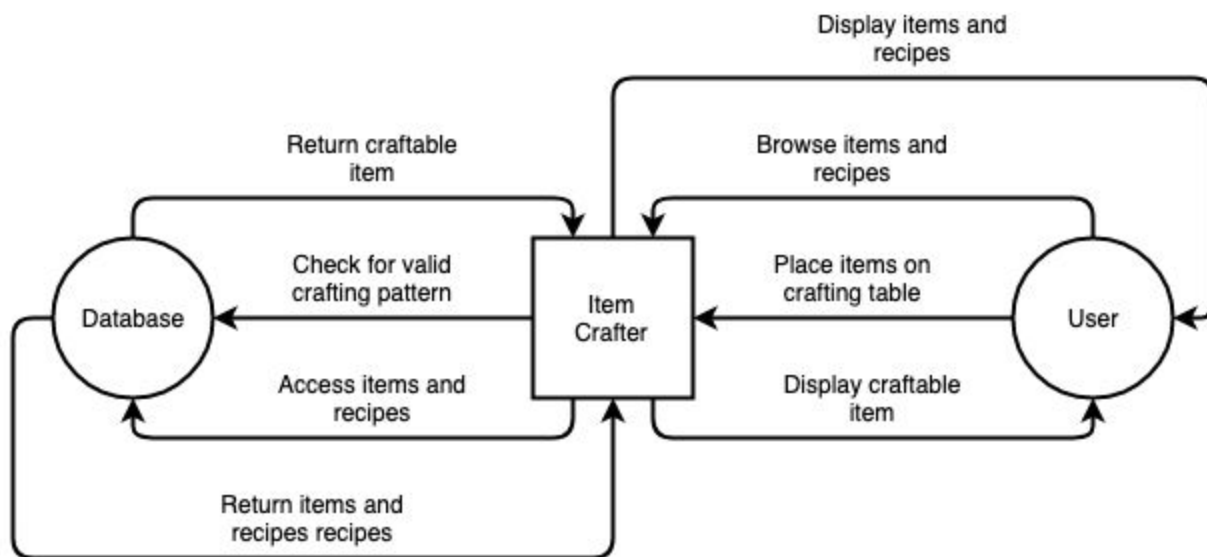 Display items and
recipes
Return craftable
item
Browse items and
recipes
Check for valid
crafting pattern
Place items on
crafting table
Database
Item
Crafter
User
Access items and
recipes
Display craftable
item
Return items and
recipes recipes